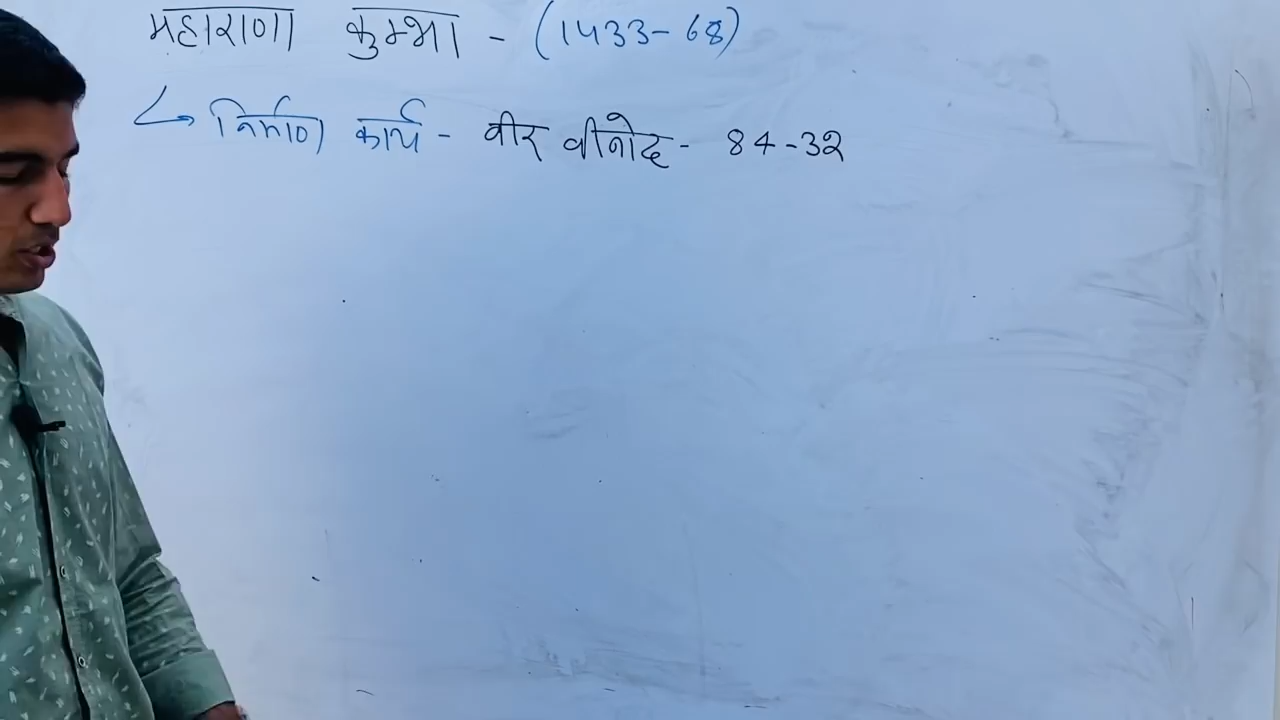 महाराणा कुम्भा - (1433-68)
↳ निर्माण कार्य - वीर वीनोद - 84-32